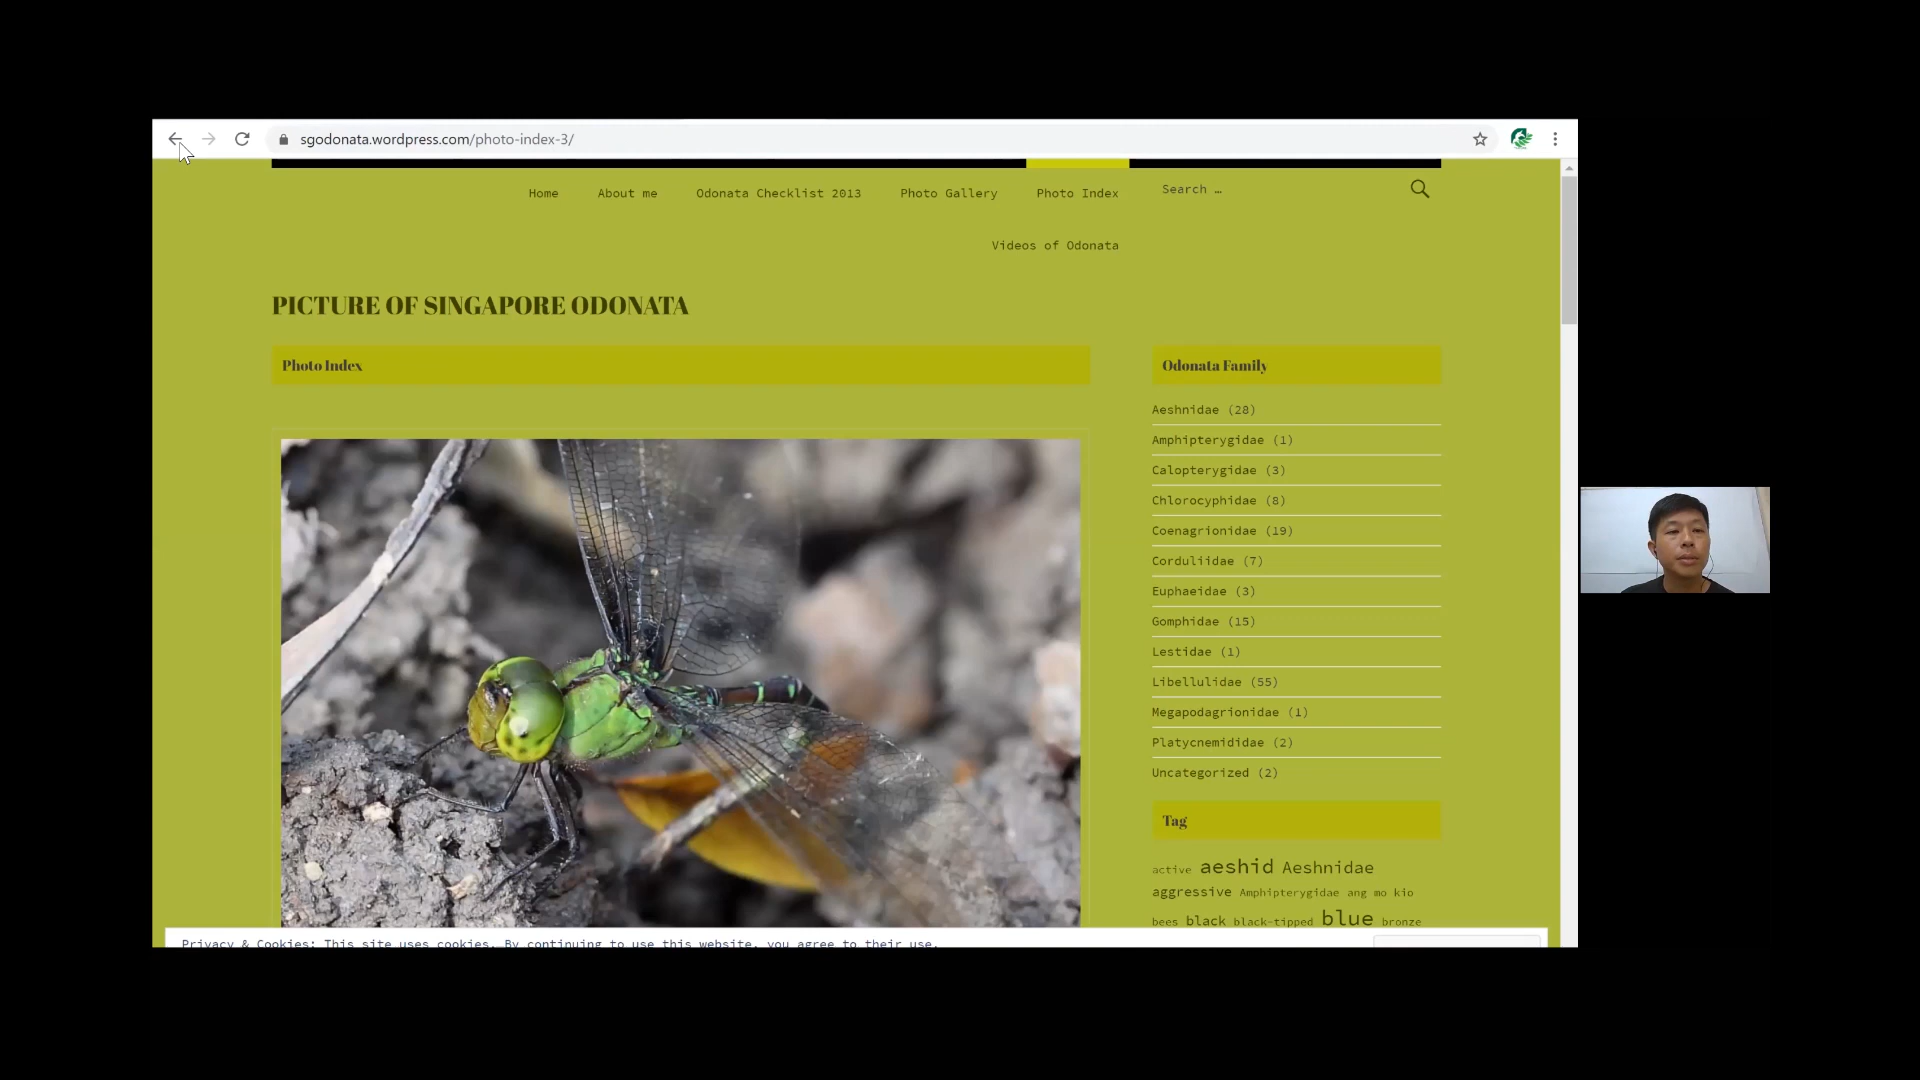 sgodonata.wordpress.com/photo-index-3/
Home About me Odonata Checklist 2013 Photo Gallery Photo Index Search …
Videos of Odonata
PICTURE OF SINGAPORE ODONATA
Photo Index
Odonata Family
Aeshnidae (28)
Amphipterygidae (1)
Calopterygidae (3)
Chlorocyphidae (8)
Coenagrionidae (19)
Corduliidae (7)
Euphaeidae (3)
Gomphidae (15)
Lestidae (1)
Libellulidae (55)
Megapodagrionidae (1)
Platycnemididae (2)
Uncategorized (2)
Tag
active aeshid Aeshnidae
aggressive Amphipterygidae ang mo kio
bees black black-tipped blue bronze
Privacy & Cookies: This site uses cookies. By continuing to use this website, you agree to their use.